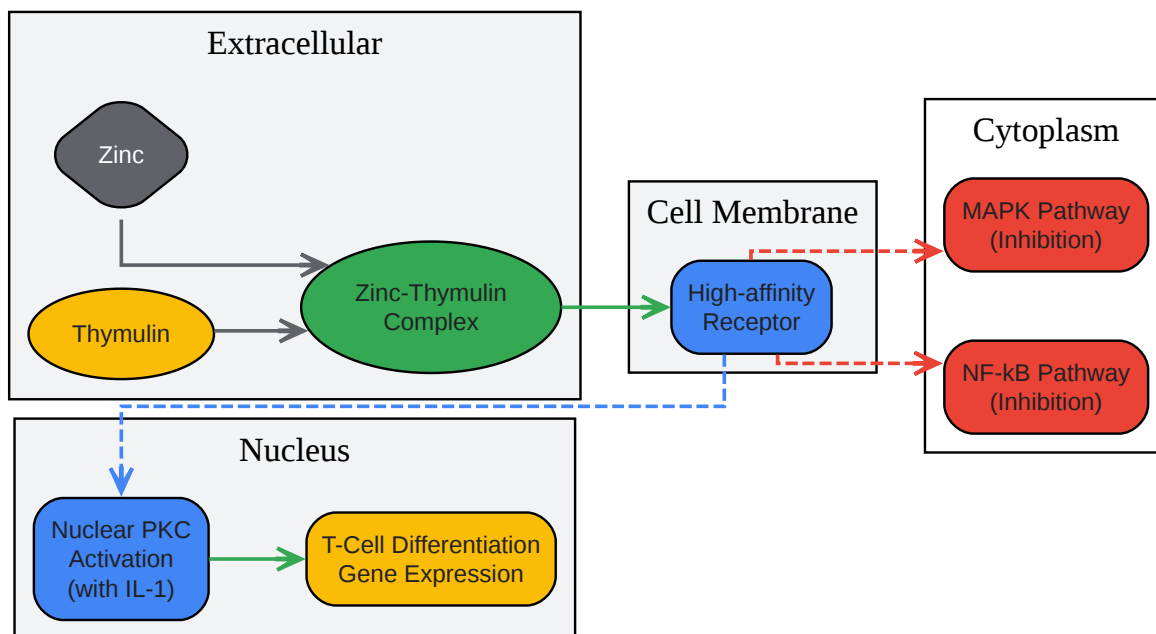 Extracellular
Zinc
Thymulin
Zinc-Thymulin
Complex
Cell Membrane
High-affinity
Receptor
Cytoplasm
MAPK Pathway
(Inhibition)
NF-kB Pathway
(Inhibition)
Nucleus
Nuclear PKC
Activation
(with IL-1)
T-Cell Differentiation
Gene Expression